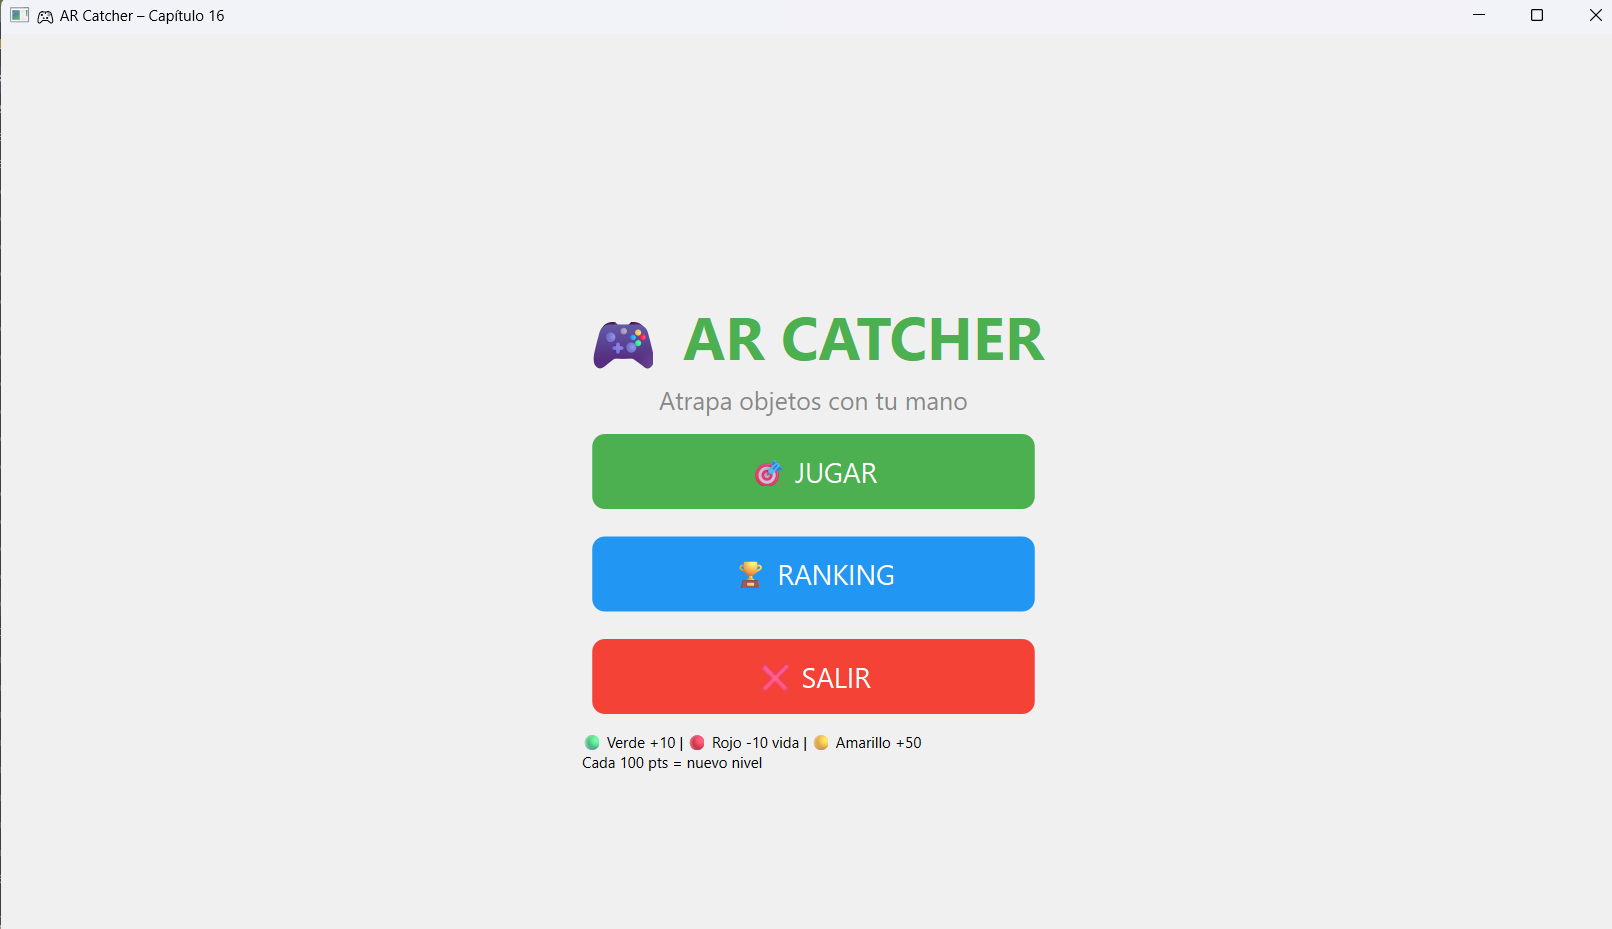 AR Catcher – Capítulo 16
AR CATCHER
Atrapa objetos con tu mano
JUGAR
RANKING
SALIR
Verde +10 | Rojo -10 vida | Amarillo +50
Cada 100 pts = nuevo nivel